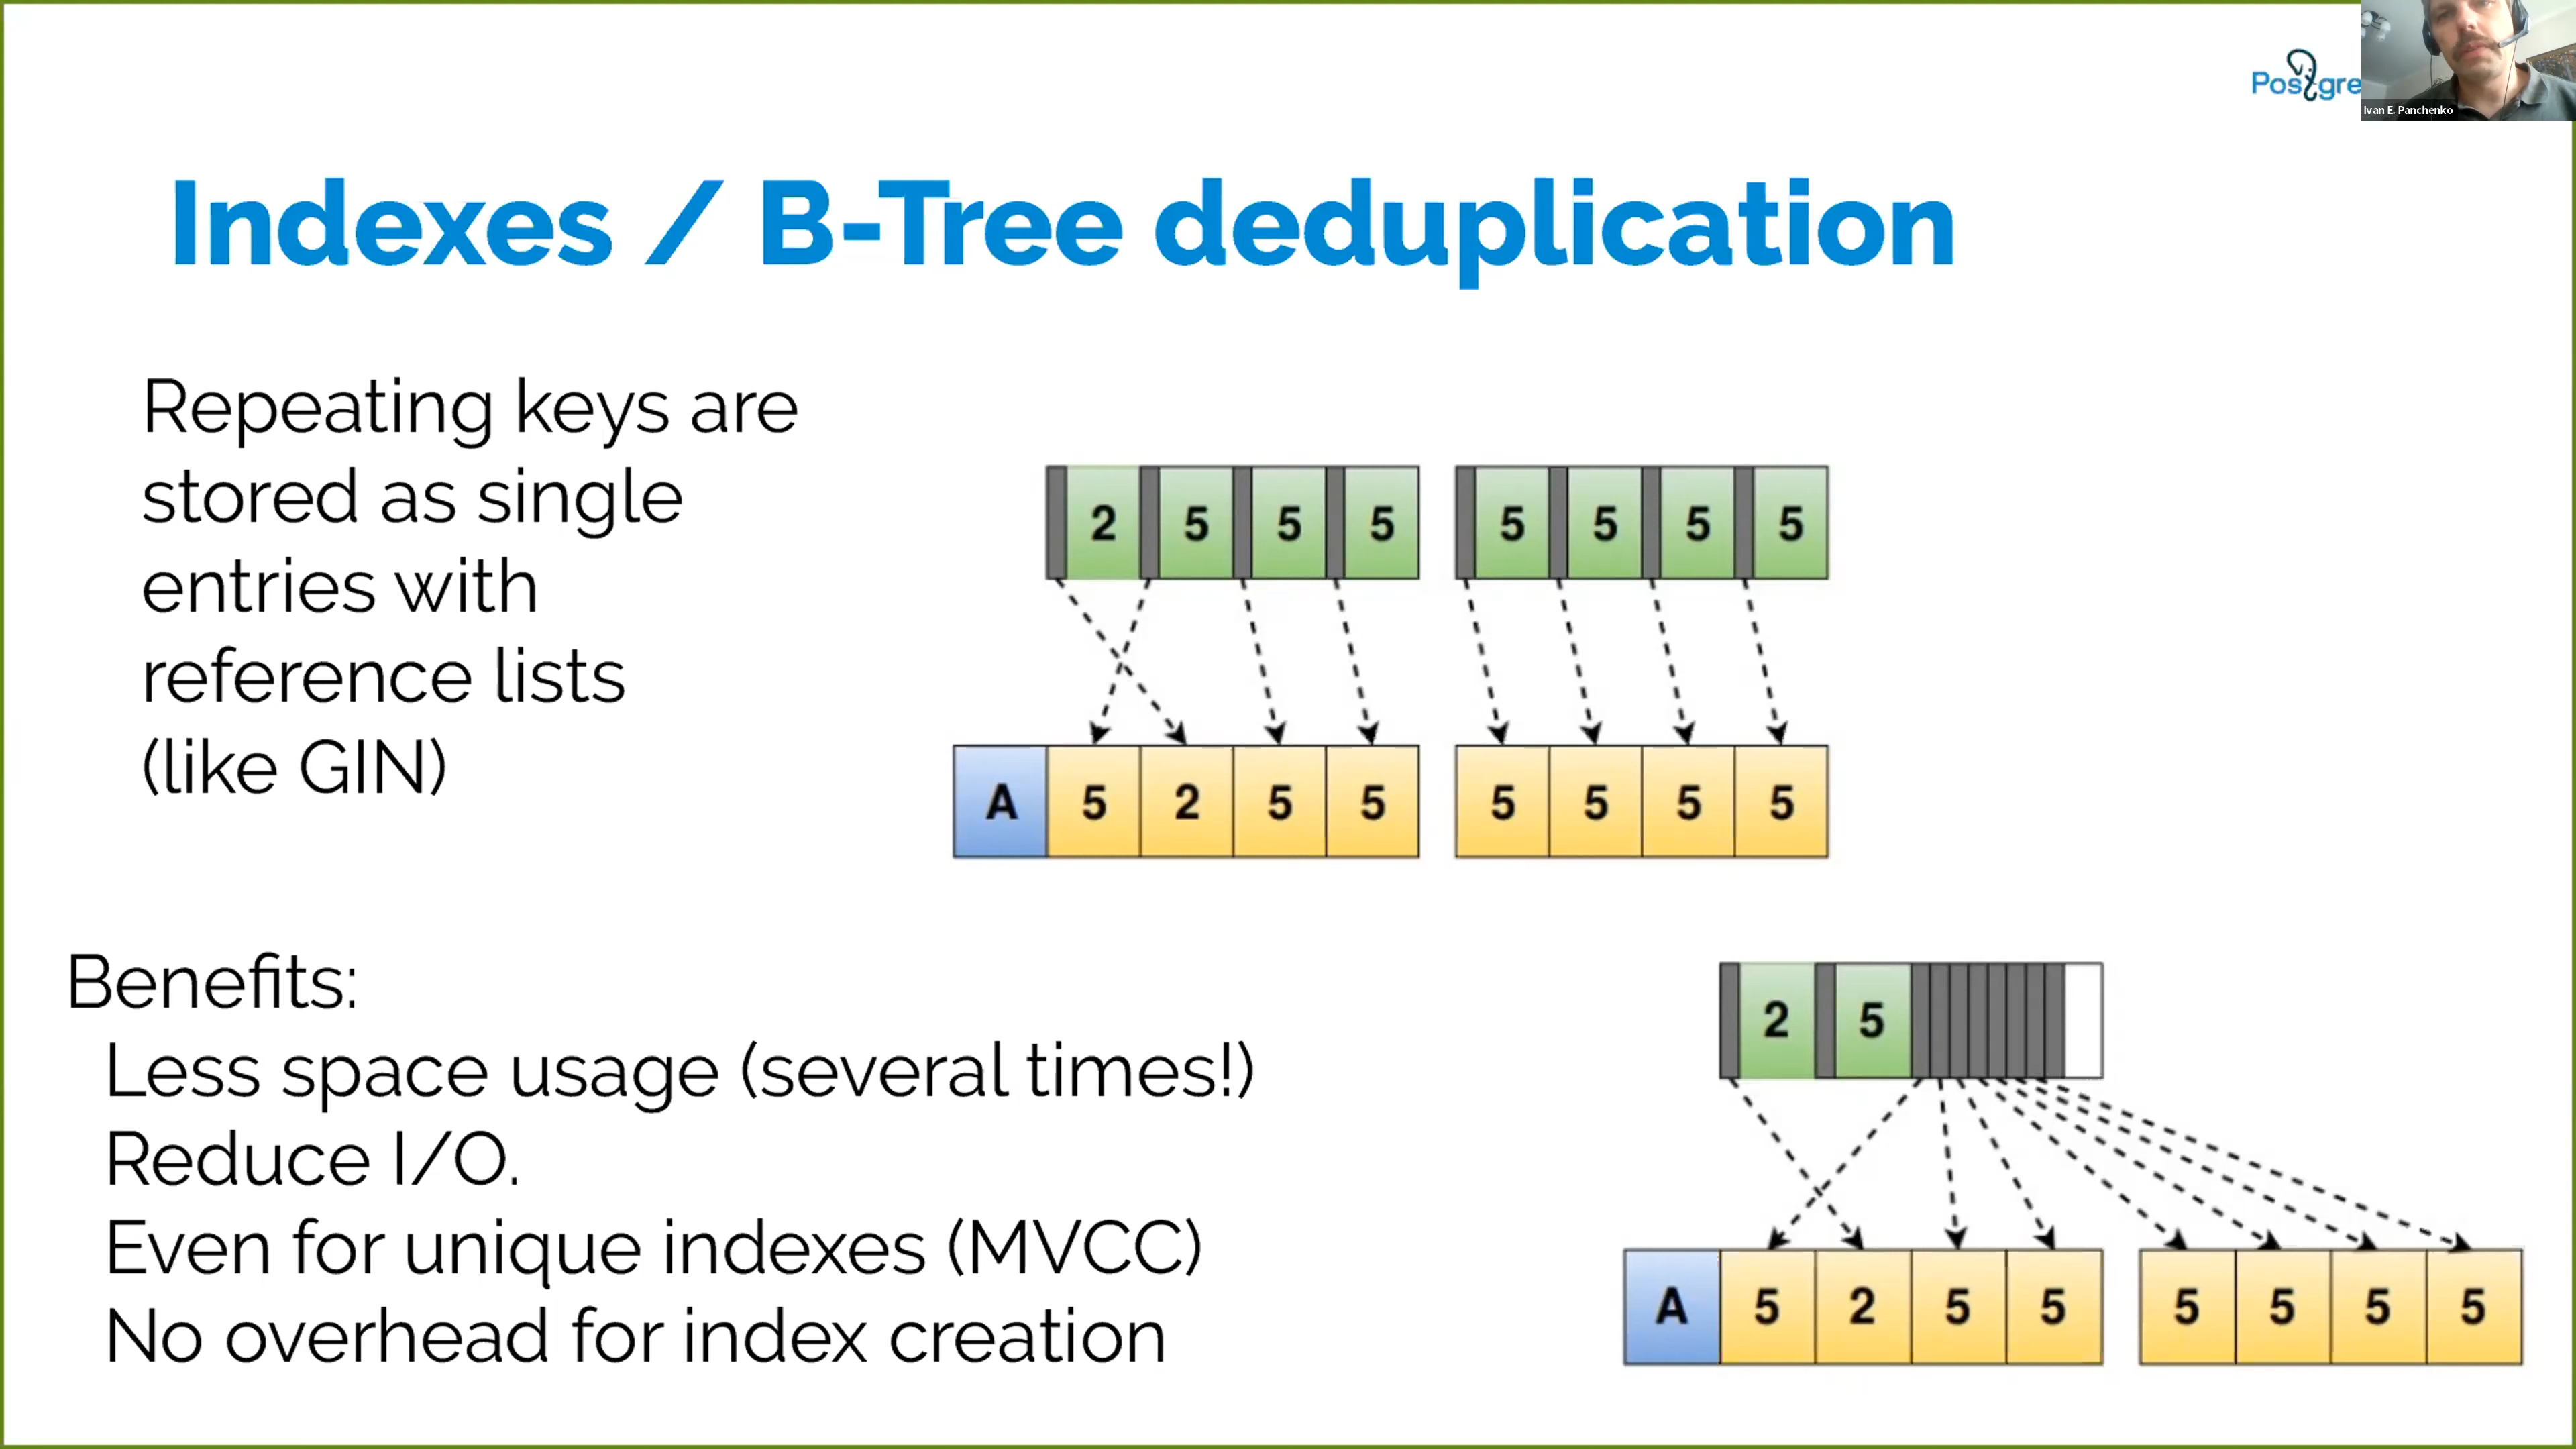 Postgre
Ivan E. Panchenko
Indexes / B-Tree deduplication
Repeating keys are
stored as single
entries with
reference lists
(like GIN)
2 5 5 5 5 5 5 5
A 5 2 5 5 5 5 5 5
Benefits:
Less space usage (several times!)
Reduce I/O.
Even for unique indexes (MVCC)
No overhead for index creation
2 5
A 5 2 5 5 5 5 5 5